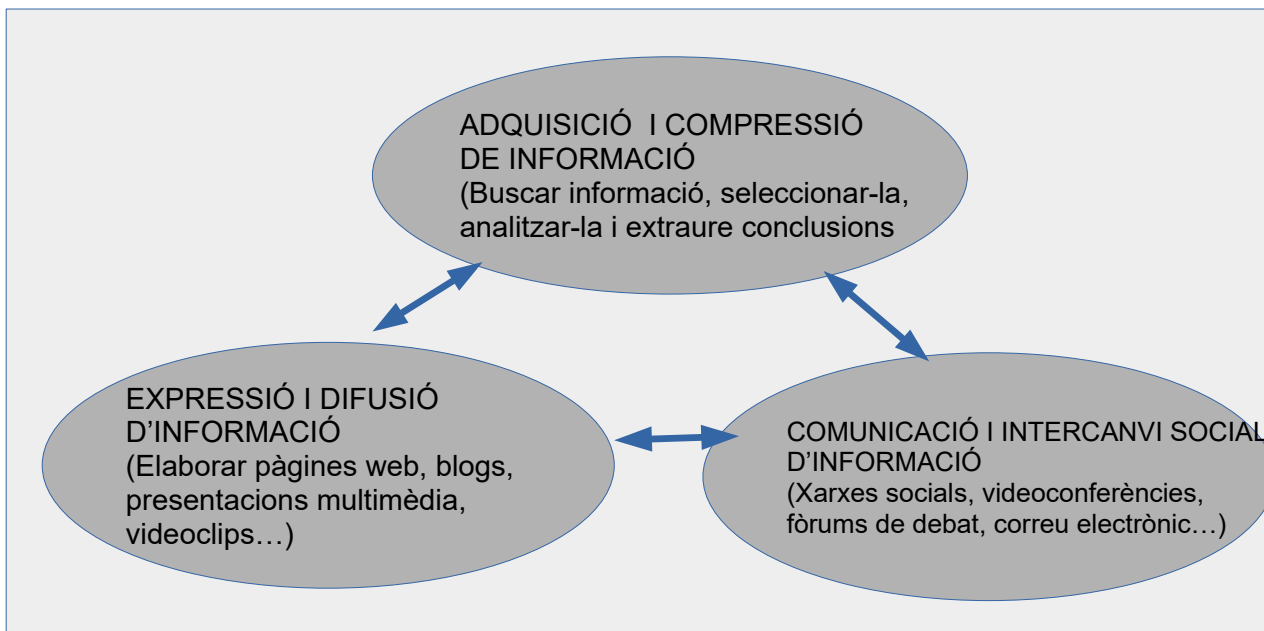 ADQUISICIÓ I COMPRESSIÓ
DE INFORMACIÓ
(Buscar informació, seleccionar-la,
analitzar-la i extraure conclusions
EXPRESSIÓ I DIFUSIÓ
D’INFORMACIÓ
(Elaborar pàgines web, blogs,
presentacions multimèdia,
videoclips…)
COMUNICACIÓ I INTERCANVI SOCIAL
D’INFORMACIÓ
(Xarxes socials, videoconferències,
fòrums de debat, correu electrònic…)